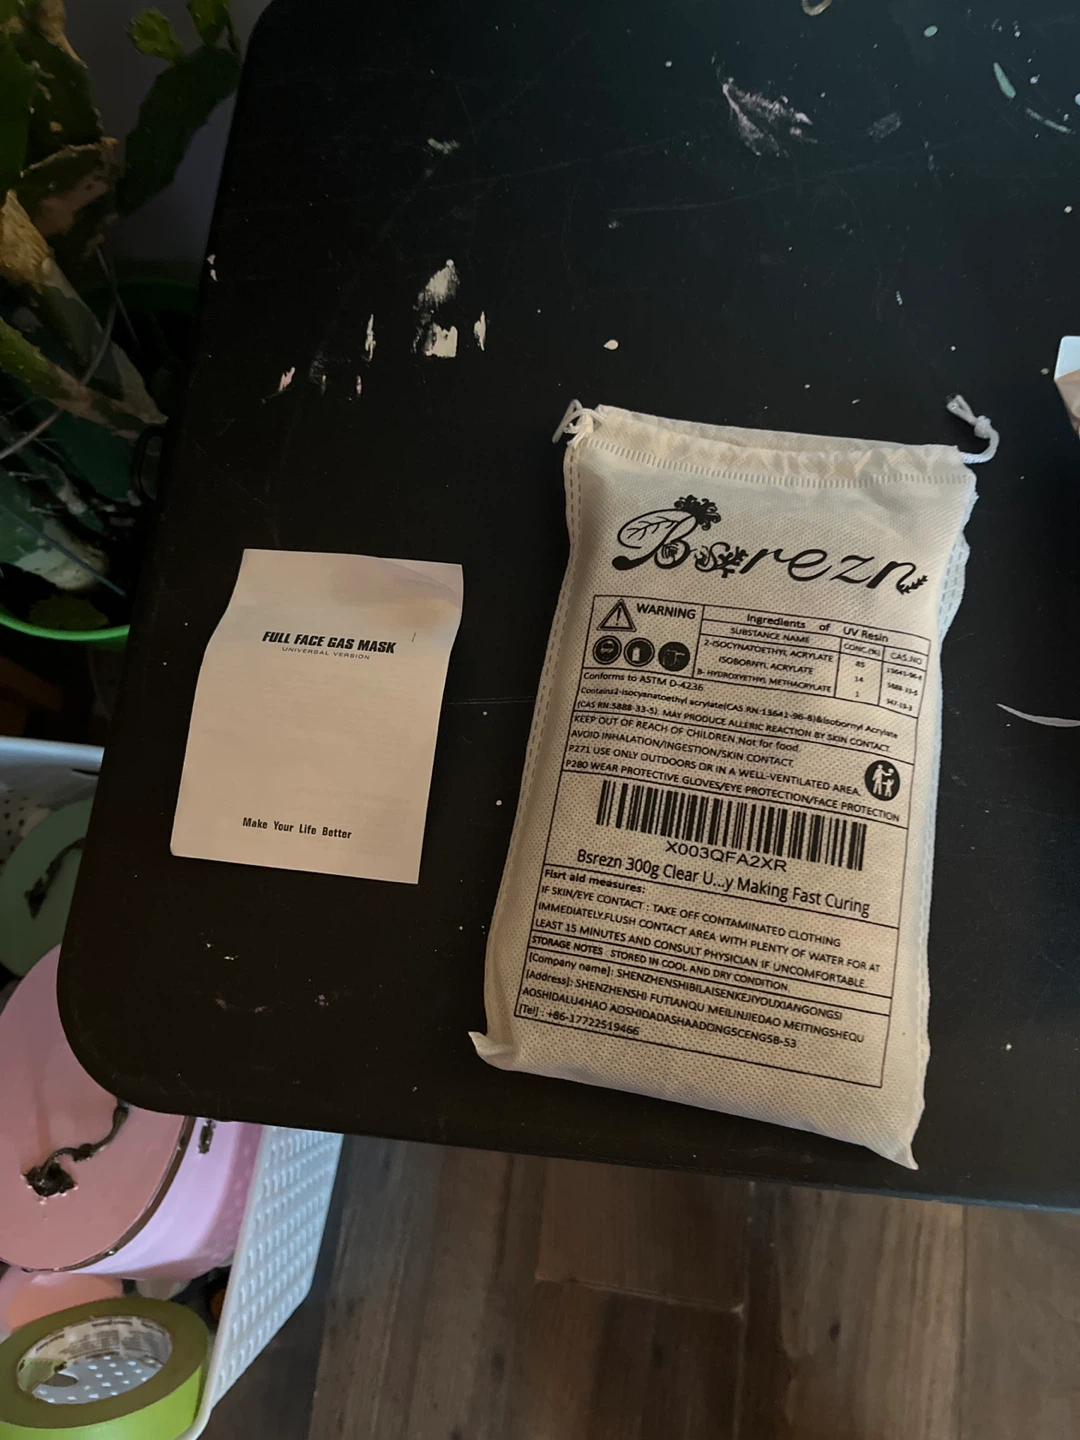 FULL FACE GAS MASK
UNIVERSAL VERSION
Make Your Life Better
Bsrezn
WARNING
Ingredients of UV Resin
SUBSTANCE NAME CONC.(%) CAS.NO
2-ISOCYNATOETHYL ACRYLATE 85 13641-96-8
ISOBORNYL ACRYLATE 14 5888-33-5
B- HYDROXYETHYL METHACRYLATE 1
Conforms to ASTM D-4236
Contains2-isocyanatoethyl acrylate(CAS RN:13641-96-8)&Isobornyl Acrylate
(CAS RN:5888-33-5). MAY PRODUCE ALLERIC REACTION BY SKIN CONTACT.
KEEP OUT OF REACH OF CHILDREN.Not for food.
AVOID INHALATION/INGESTION/SKIN CONTACT.
P271 USE ONLY OUTDOORS OR IN A WELL-VENTILATED AREA.
P280 WEAR PROTECTIVE GLOVES/EYE PROTECTION/FACE PROTECTION
X003QFA2XR
Bsrezn 300g Clear U...y Making Fast Curing
Fisrt aid measures:
IF SKIN/EYE CONTACT : TAKE OFF CONTAMINATED CLOTHING
IMMEDIATELY.FLUSH CONTACT AREA WITH PLENTY OF WATER FOR AT
LEAST 15 MINUTES AND CONSULT PHYSICIAN IF UNCOMFORTABLE.
STORAGE NOTES : STORED IN COOL AND DRY CONDITION
[Company name]: SHENZHENSHIBILAISENKEJIYOUXIANGONGSI
[Address]: SHENZHENSHI FUTIANQU MEILINJIEDAO MEITINGSHEQU
AOSHIDALU4HAO AOSHIDADASHAADONGSCENG5B-53
[Tel] : +86-17722519466